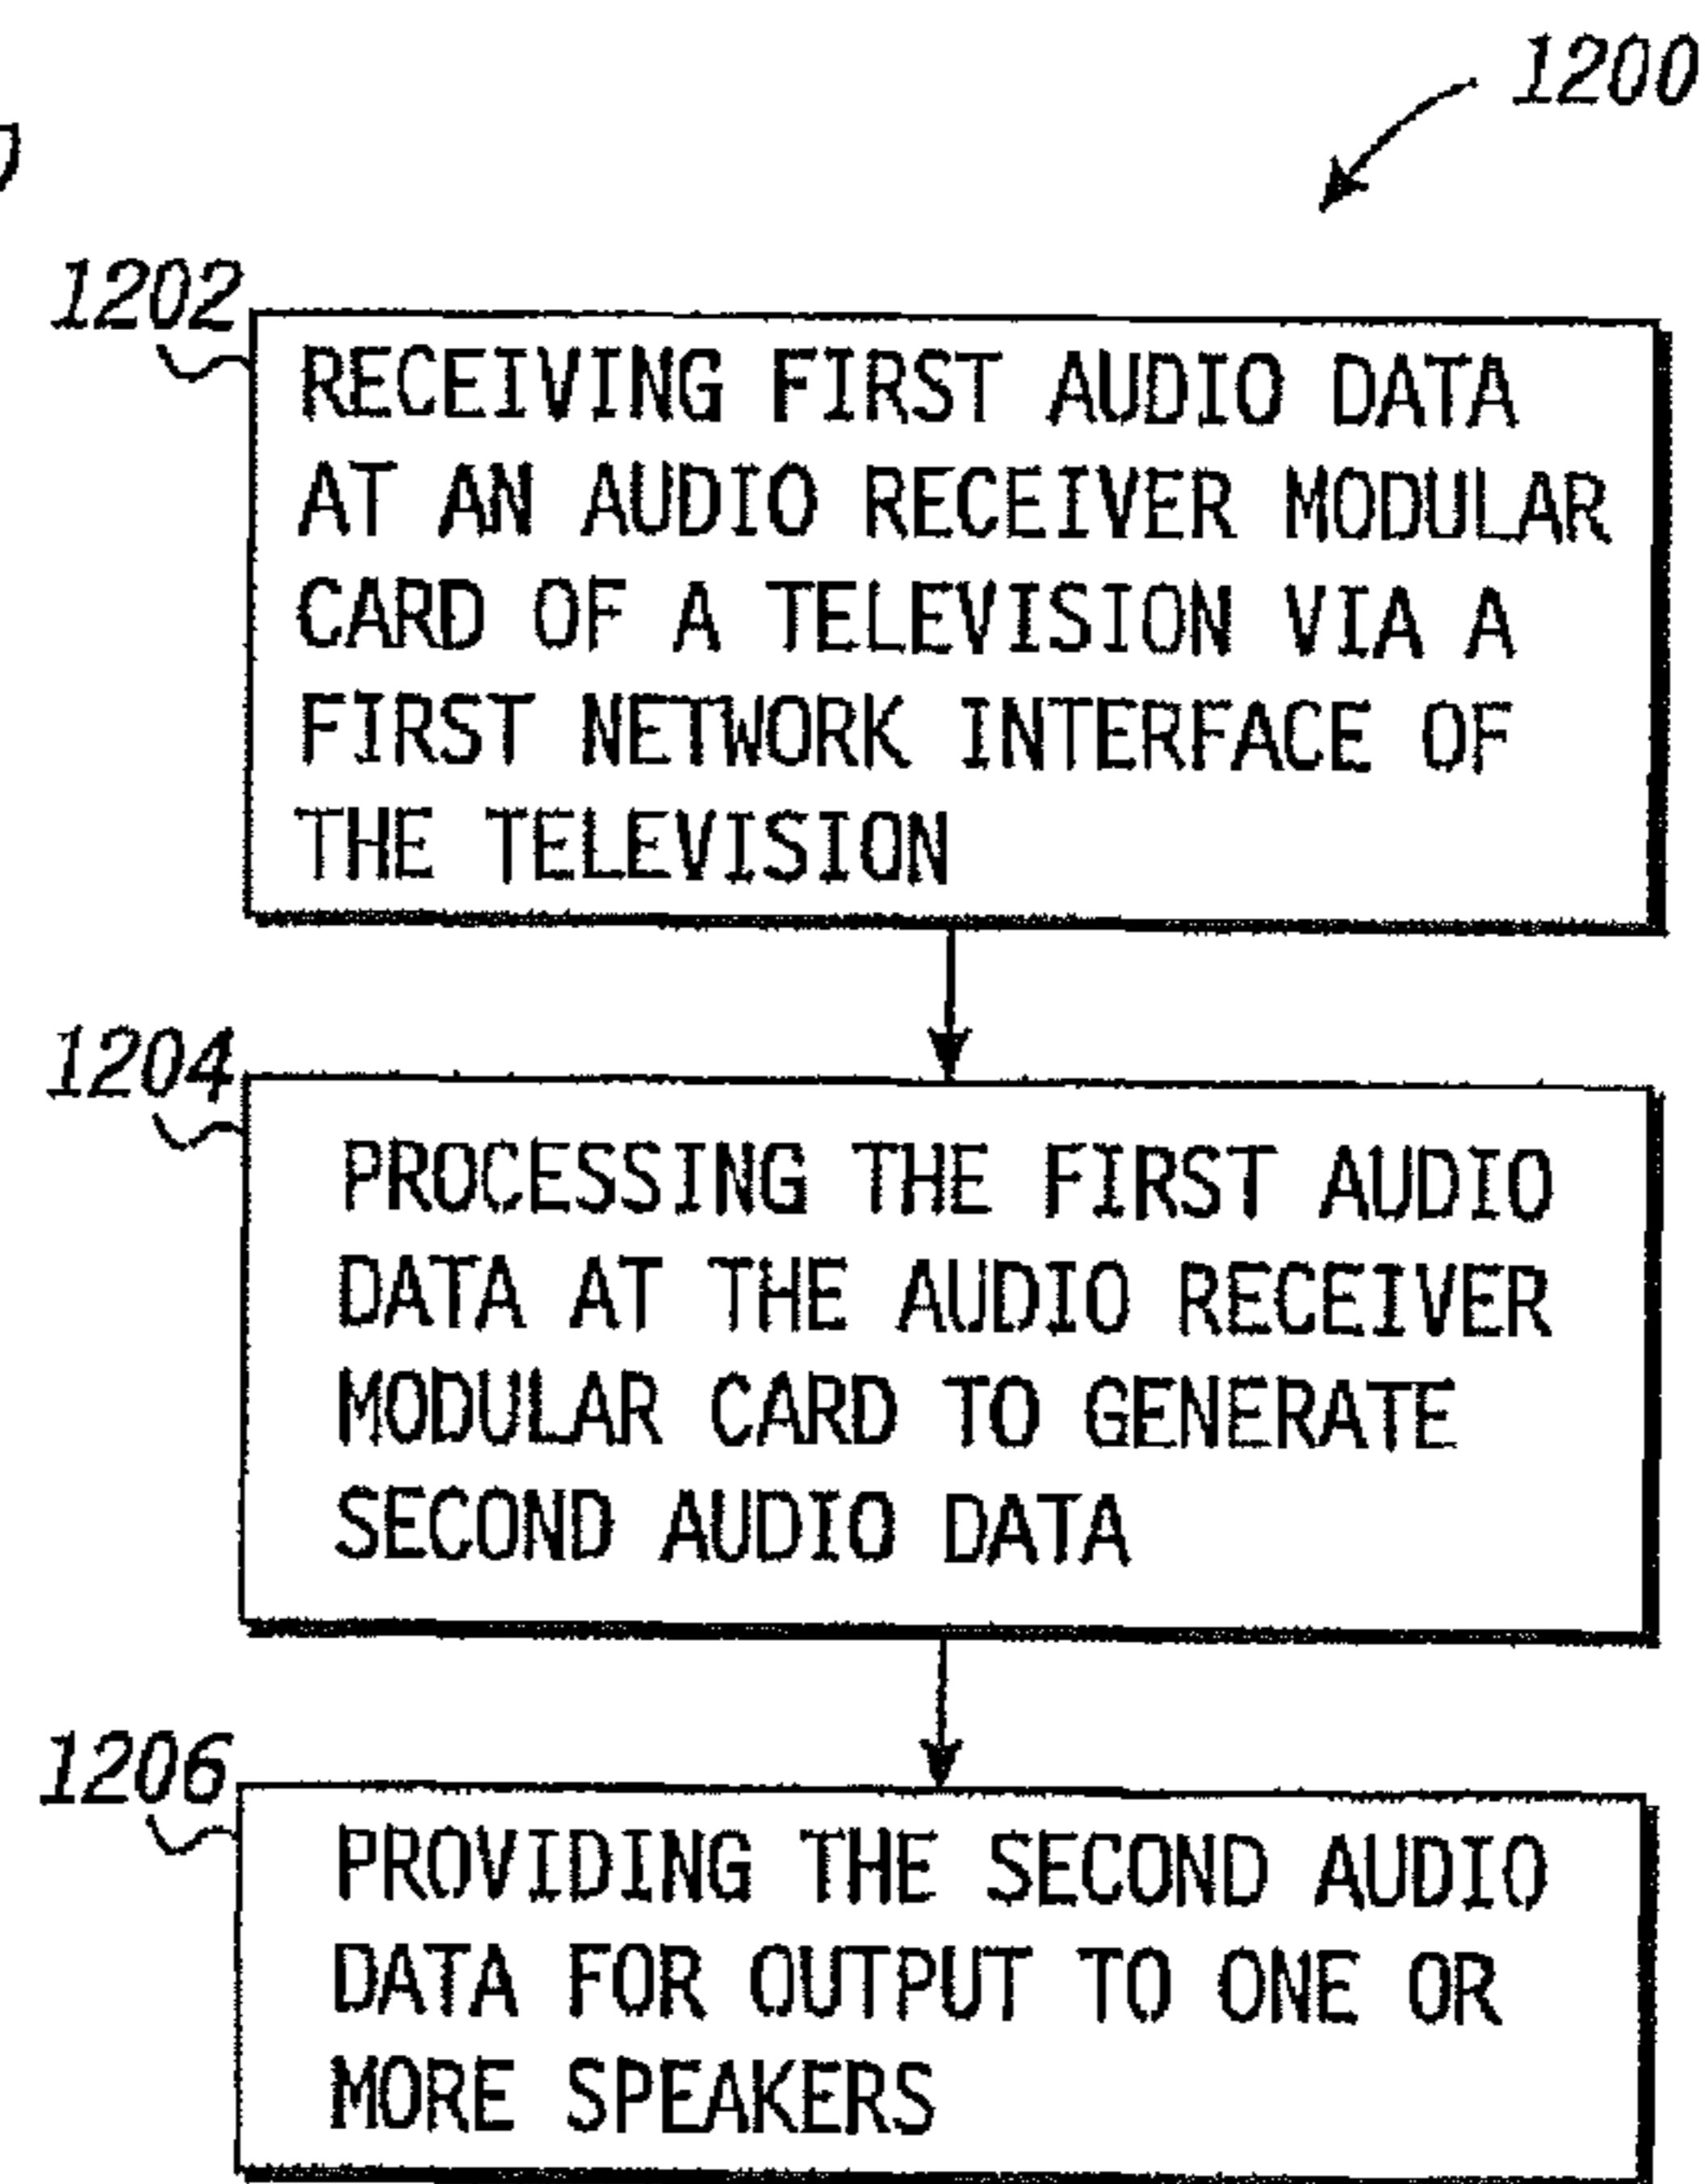 1200
1202
RECEIVING FIRST AUDIO DATA
AT AN AUDIO RECEIVER MODULAR
CARD OF A TELEVISION VIA A
FIRST NETWORK INTERFACE OF
THE TELEVISION
1204
PROCESSING THE FIRST AUDIO
DATA AT THE AUDIO RECEIVER
MODULAR CARD TO GENERATE
SECOND AUDIO DATA
1206
PROVIDING THE SECOND AUDIO
DATA FOR OUTPUT TO ONE OR
MORE SPEAKERS